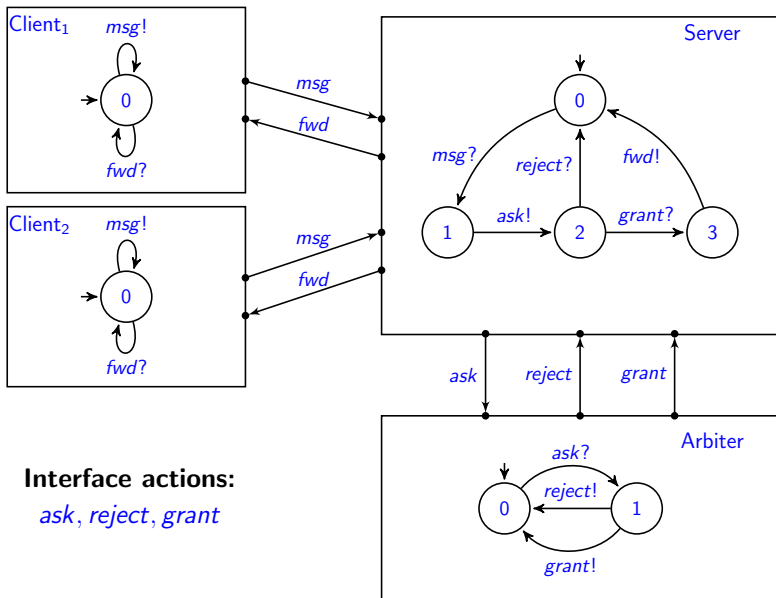 Client₁
msg!
0
fwd?
msg
fwd
Server
0
msg?
reject?
fwd!
1
ask!
2
grant?
3
Client₂
msg!
0
fwd?
msg
fwd
ask
reject
grant
Arbiter
ask?
0
reject!
1
grant!
Interface actions:
ask, reject, grant